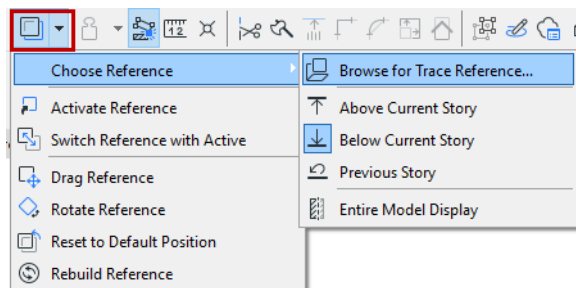 12
Choose Reference
Browse for Trace Reference...
Activate Reference
Above Current Story
Switch Reference with Active
Below Current Story
Drag Reference
Previous Story
Rotate Reference
Entire Model Display
Reset to Default Position
Rebuild Reference